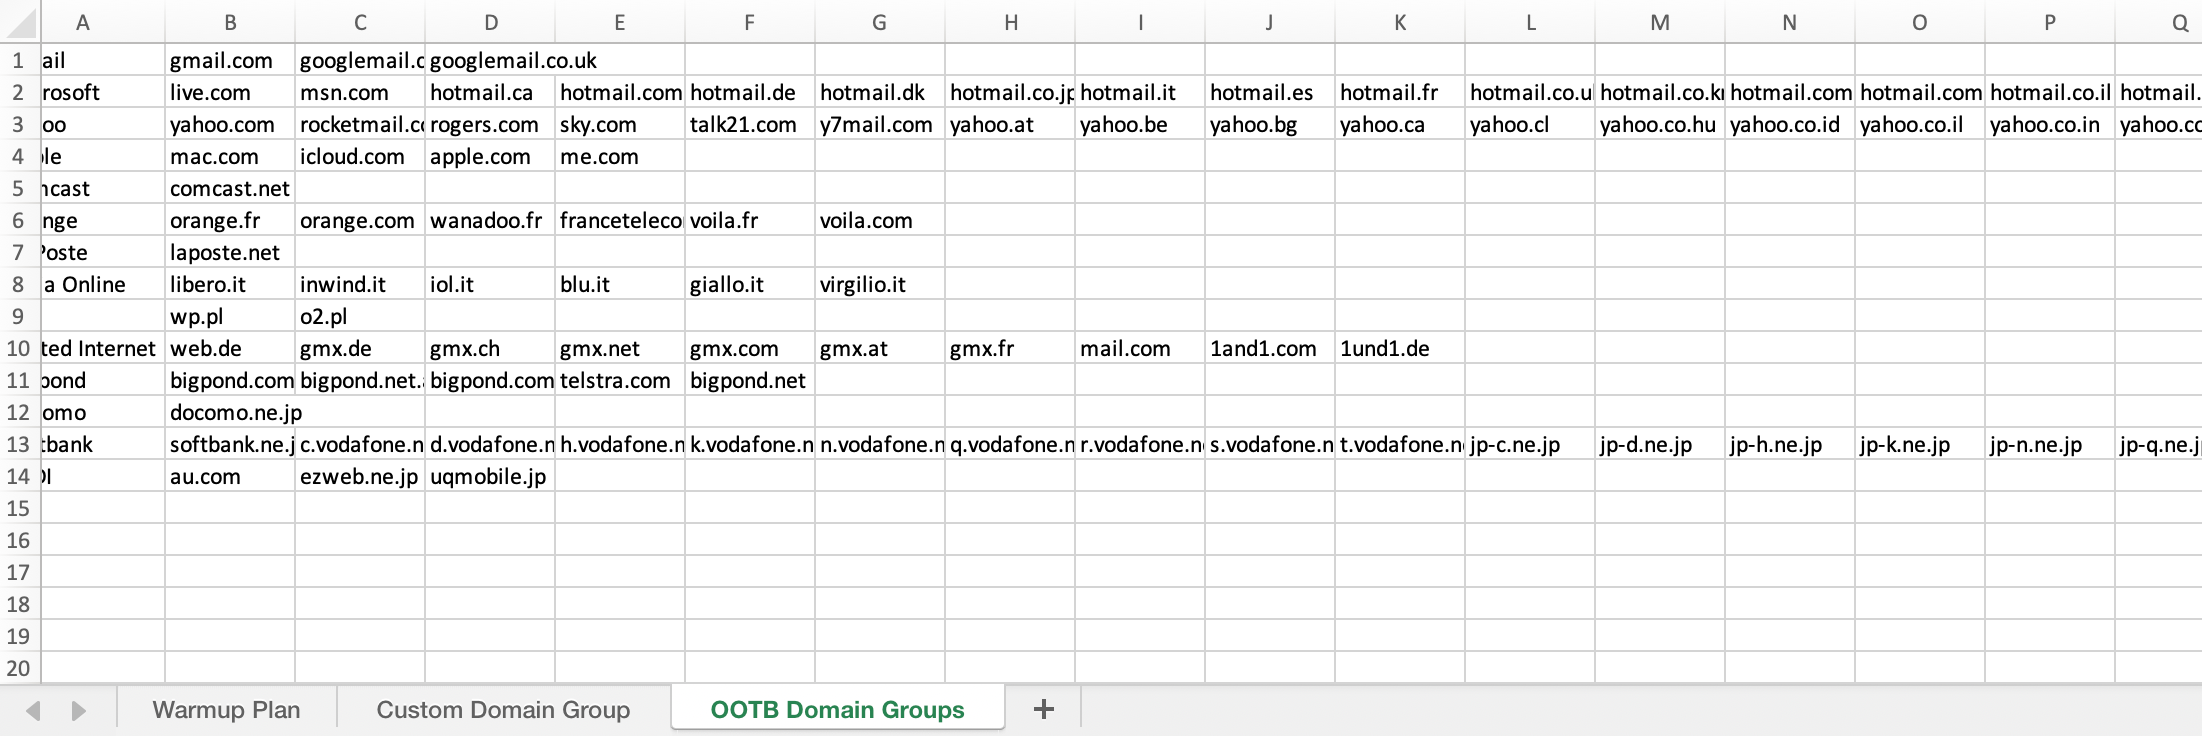 A B C D E F G H I J K L M N O P Q
1 ail gmail.com googlemail.c googlemail.co.uk
2 rosoft live.com msn.com hotmail.ca hotmail.com hotmail.de hotmail.dk hotmail.co.jp hotmail.it hotmail.es hotmail.fr hotmail.co.u hotmail.co.k hotmail.com hotmail.com hotmail.co.il hotmail.
3 oo yahoo.com rocketmail.c rogers.com sky.com talk21.com y7mail.com yahoo.at yahoo.be yahoo.bg yahoo.ca yahoo.cl yahoo.co.hu yahoo.co.id yahoo.co.il yahoo.co.in yahoo.co
4 le mac.com icloud.com apple.com me.com
5 ncast comcast.net
6 nge orange.fr orange.com wanadoo.fr franceteleco voila.fr voila.com
7 Poste laposte.net
8 a Online libero.it inwind.it iol.it blu.it giallo.it virgilio.it
9 wp.pl o2.pl
10 ted Internet web.de gmx.de gmx.ch gmx.net gmx.com gmx.at gmx.fr mail.com 1and1.com 1und1.de
11 pond bigpond.com bigpond.net. bigpond.com telstra.com bigpond.net
12 omo docomo.ne.jp
13 tbank softbank.ne.j c.vodafone.n d.vodafone.n h.vodafone.n k.vodafone.n n.vodafone.n q.vodafone.n r.vodafone.n s.vodafone.n t.vodafone.n jp-c.ne.jp jp-d.ne.jp jp-h.ne.jp jp-k.ne.jp jp-n.ne.jp jp-q.ne.j
14 DI au.com ezweb.ne.jp uqmobile.jp
15
16
17
18
19
20
Warmup Plan Custom Domain Group OOTB Domain Groups +